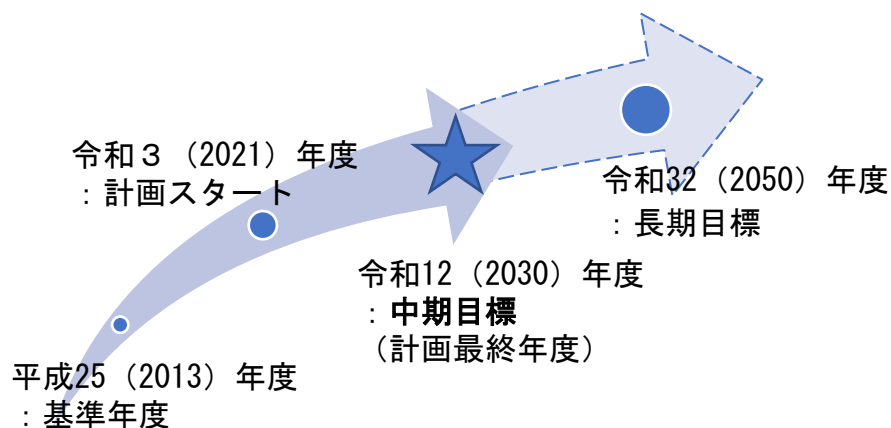 令和３（2021）年度
：計画スタート
令和32（2050）年度
：長期目標
令和12（2030）年度
：中期目標
（計画最終年度）
平成25（2013）年度
：基準年度